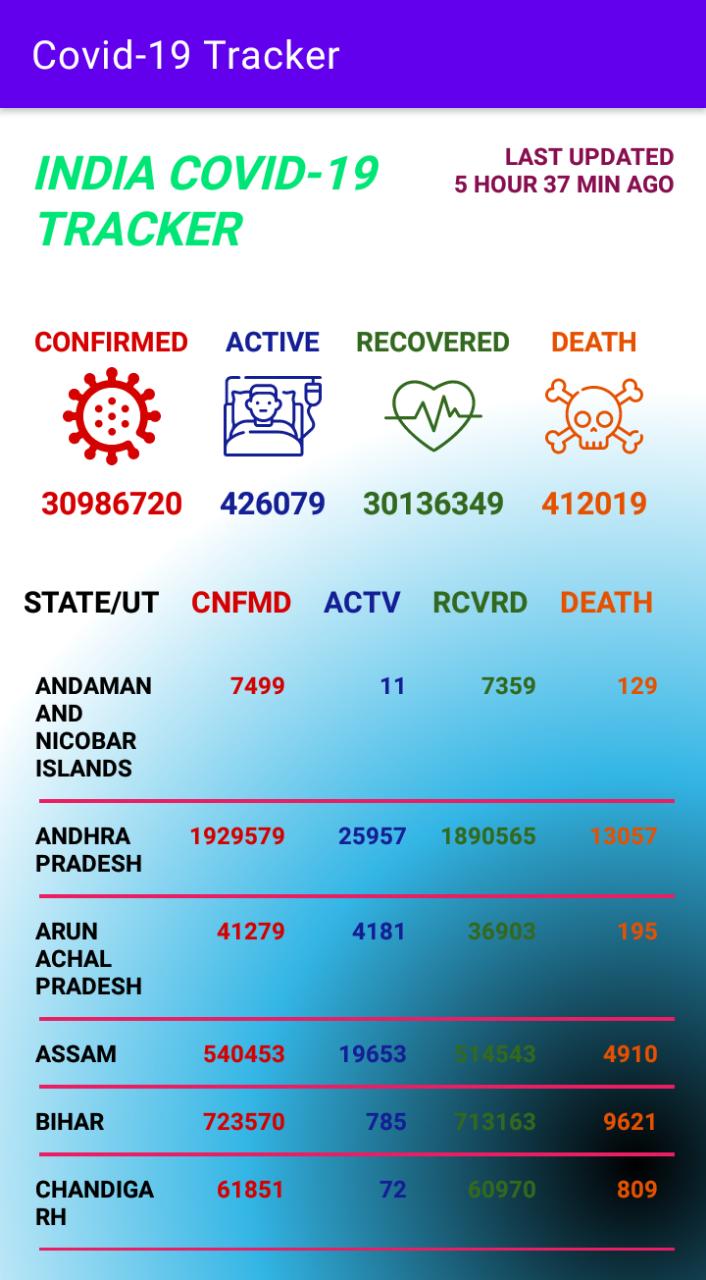 Covid-19 Tracker
INDIA COVID-19
TRACKER
LAST UPDATED
5 HOUR 37 MIN AGO
CONFIRMED ACTIVE RECOVERED DEATH
30986720 426079 30136349 412019
STATE/UT CNFMD ACTV RCVRD DEATH
ANDAMAN 7499 11 7359 129
AND
NICOBAR
ISLANDS
ANDHRA 1929579 25957 1890565 13057
PRADESH
ARUN 41279 4181 36903 195
ACHAL
PRADESH
ASSAM 540453 19653 514543 4910
BIHAR 723570 785 713163 9621
CHANDIGA 61851 72 60970 809
RH